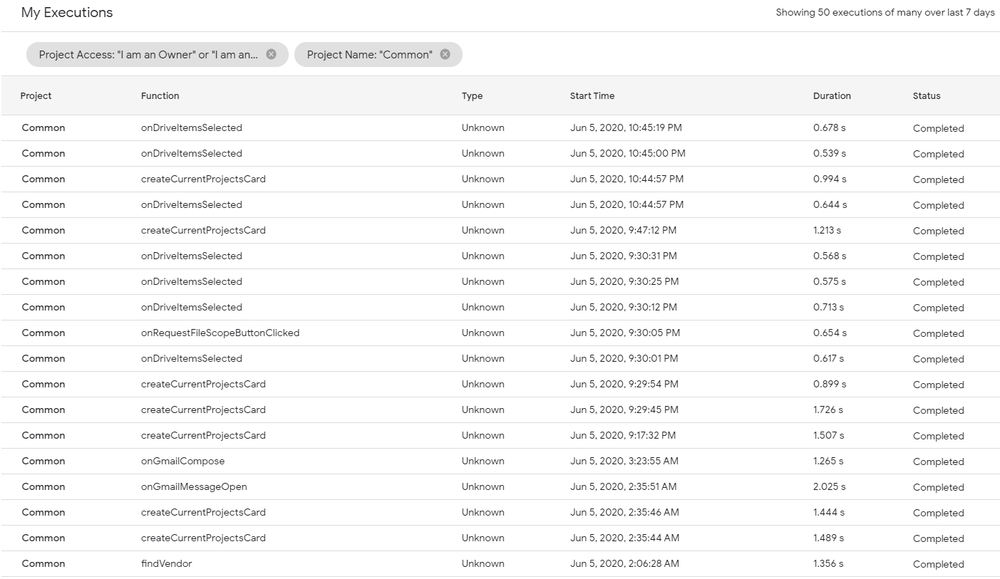 My Executions Showing 50 executions of many over last 7 days
Project Access: "I am an Owner" or "I am an... Project Name: "Common"
Project Function Type Start Time Duration Status
Common onDriveItemsSelected Unknown Jun 5, 2020, 10:45:19 PM 0.678 s Completed
Common onDriveItemsSelected Unknown Jun 5, 2020, 10:45:00 PM 0.539 s Completed
Common createCurrentProjectsCard Unknown Jun 5, 2020, 10:44:57 PM 0.994 s Completed
Common onDriveItemsSelected Unknown Jun 5, 2020, 10:44:57 PM 0.644 s Completed
Common createCurrentProjectsCard Unknown Jun 5, 2020, 9:47:12 PM 1.213 s Completed
Common onDriveItemsSelected Unknown Jun 5, 2020, 9:30:31 PM 0.568 s Completed
Common onDriveItemsSelected Unknown Jun 5, 2020, 9:30:25 PM 0.575 s Completed
Common onDriveItemsSelected Unknown Jun 5, 2020, 9:30:12 PM 0.713 s Completed
Common onRequestFileScopeButtonClicked Unknown Jun 5, 2020, 9:30:05 PM 0.654 s Completed
Common onDriveItemsSelected Unknown Jun 5, 2020, 9:30:01 PM 0.617 s Completed
Common createCurrentProjectsCard Unknown Jun 5, 2020, 9:29:54 PM 0.899 s Completed
Common createCurrentProjectsCard Unknown Jun 5, 2020, 9:29:45 PM 1.726 s Completed
Common createCurrentProjectsCard Unknown Jun 5, 2020, 9:17:32 PM 1.507 s Completed
Common onGmailCompose Unknown Jun 5, 2020, 3:23:55 AM 1.265 s Completed
Common onGmailMessageOpen Unknown Jun 5, 2020, 2:35:51 AM 2.025 s Completed
Common createCurrentProjectsCard Unknown Jun 5, 2020, 2:35:46 AM 1.444 s Completed
Common createCurrentProjectsCard Unknown Jun 5, 2020, 2:35:44 AM 1.489 s Completed
Common findVendor Unknown Jun 5, 2020, 2:06:28 AM 1.356 s Completed